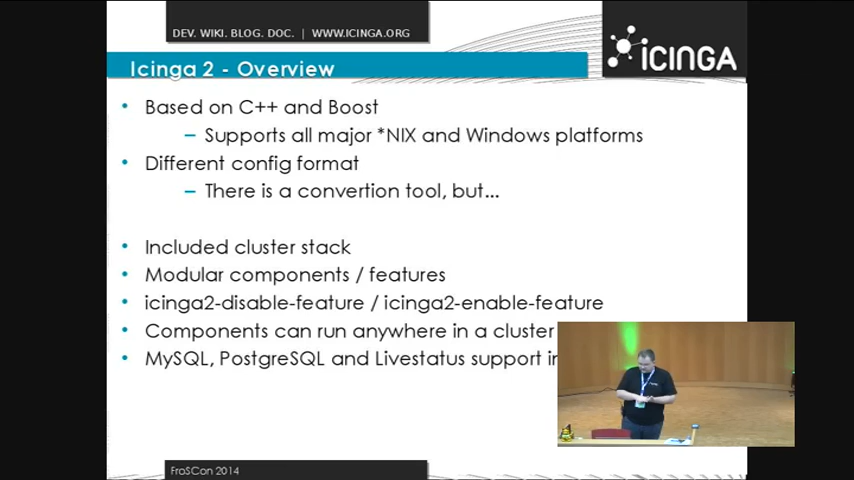 DEV. WIKI. BLOG. DOC. | WWW.ICINGA.ORG
ICINGA
Icinga 2 - Overview
• Based on C++ and Boost
– Supports all major *NIX and Windows platforms
• Different config format
– There is a convertion tool, but...
• Included cluster stack
• Modular components / features
• icinga2-disable-feature / icinga2-enable-feature
• Components can run anywhere in a cluster
• MySQL, PostgreSQL and Livestatus support
FroSCon 2014